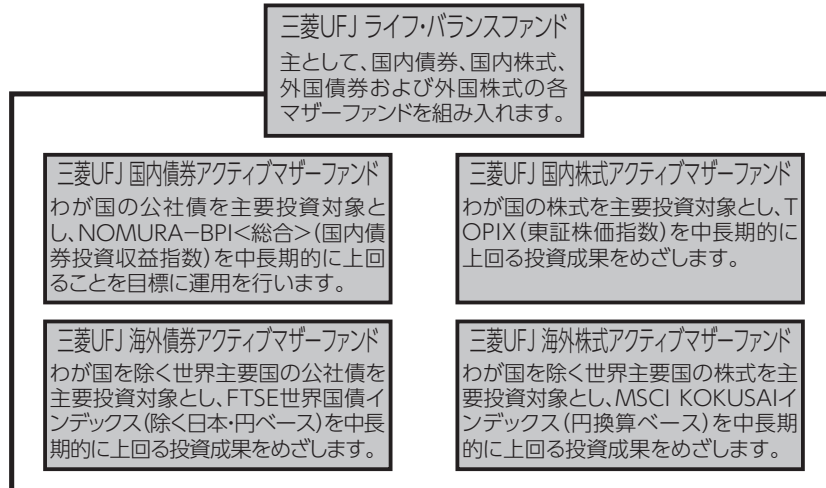 三菱UFJ ライフ・バランスファンド
主として、国内債券、国内株式、
外国債券および外国株式の各
マザーファンドを組み入れます。
三菱UFJ 国内債券アクティブマザーファンド
わが国の公社債を主要投資対象と
し、NOMURA−BPI<総合>(国内債
券投資収益指数)を中長期的に上回
ることを目標に運用を行います。
三菱UFJ 国内株式アクティブマザーファンド
わが国の株式を主要投資対象とし、T
OPIX(東証株価指数)を中長期的に
上回る投資成果をめざします。
三菱UFJ 海外債券アクティブマザーファンド
わが国を除く世界主要国の公社債を
主要投資対象とし、FTSE世界国債イ
ンデックス(除く日本・円ベース)を中長
期的に上回る投資成果をめざします。
三菱UFJ 海外株式アクティブマザーファンド
わが国を除く世界主要国の株式を主
要投資対象とし、MSCI KOKUSAIイ
ンデックス(円換算ベース)を中長期
的に上回る投資成果をめざします。